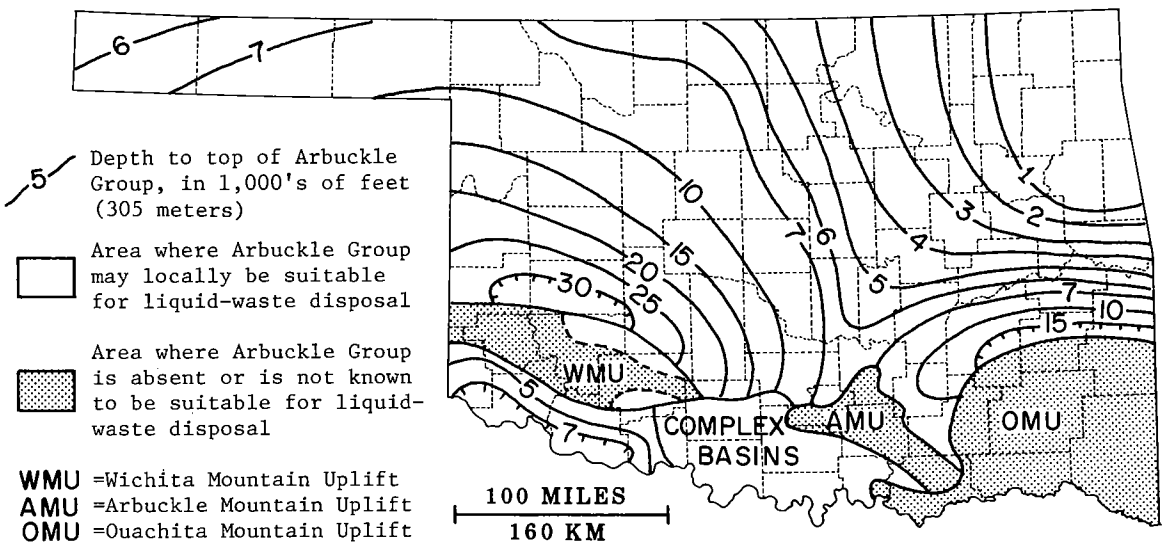 6
7
5
Depth to top of Arbuckle
Group, in 1,000's of feet
(305 meters)
Area where Arbuckle Group
may locally be suitable
for liquid-waste disposal
Area where Arbuckle Group
is absent or is not known
to be suitable for liquid-
waste disposal
WMU =Wichita Mountain Uplift
AMU =Arbuckle Mountain Uplift
OMU =Ouachita Mountain Uplift
10
15
20
25
30
7
6
5
4
3
2
1
7
10
15
WMU
5
7
COMPLEX
BASINS
AMU
OMU
100 MILES
160 KM